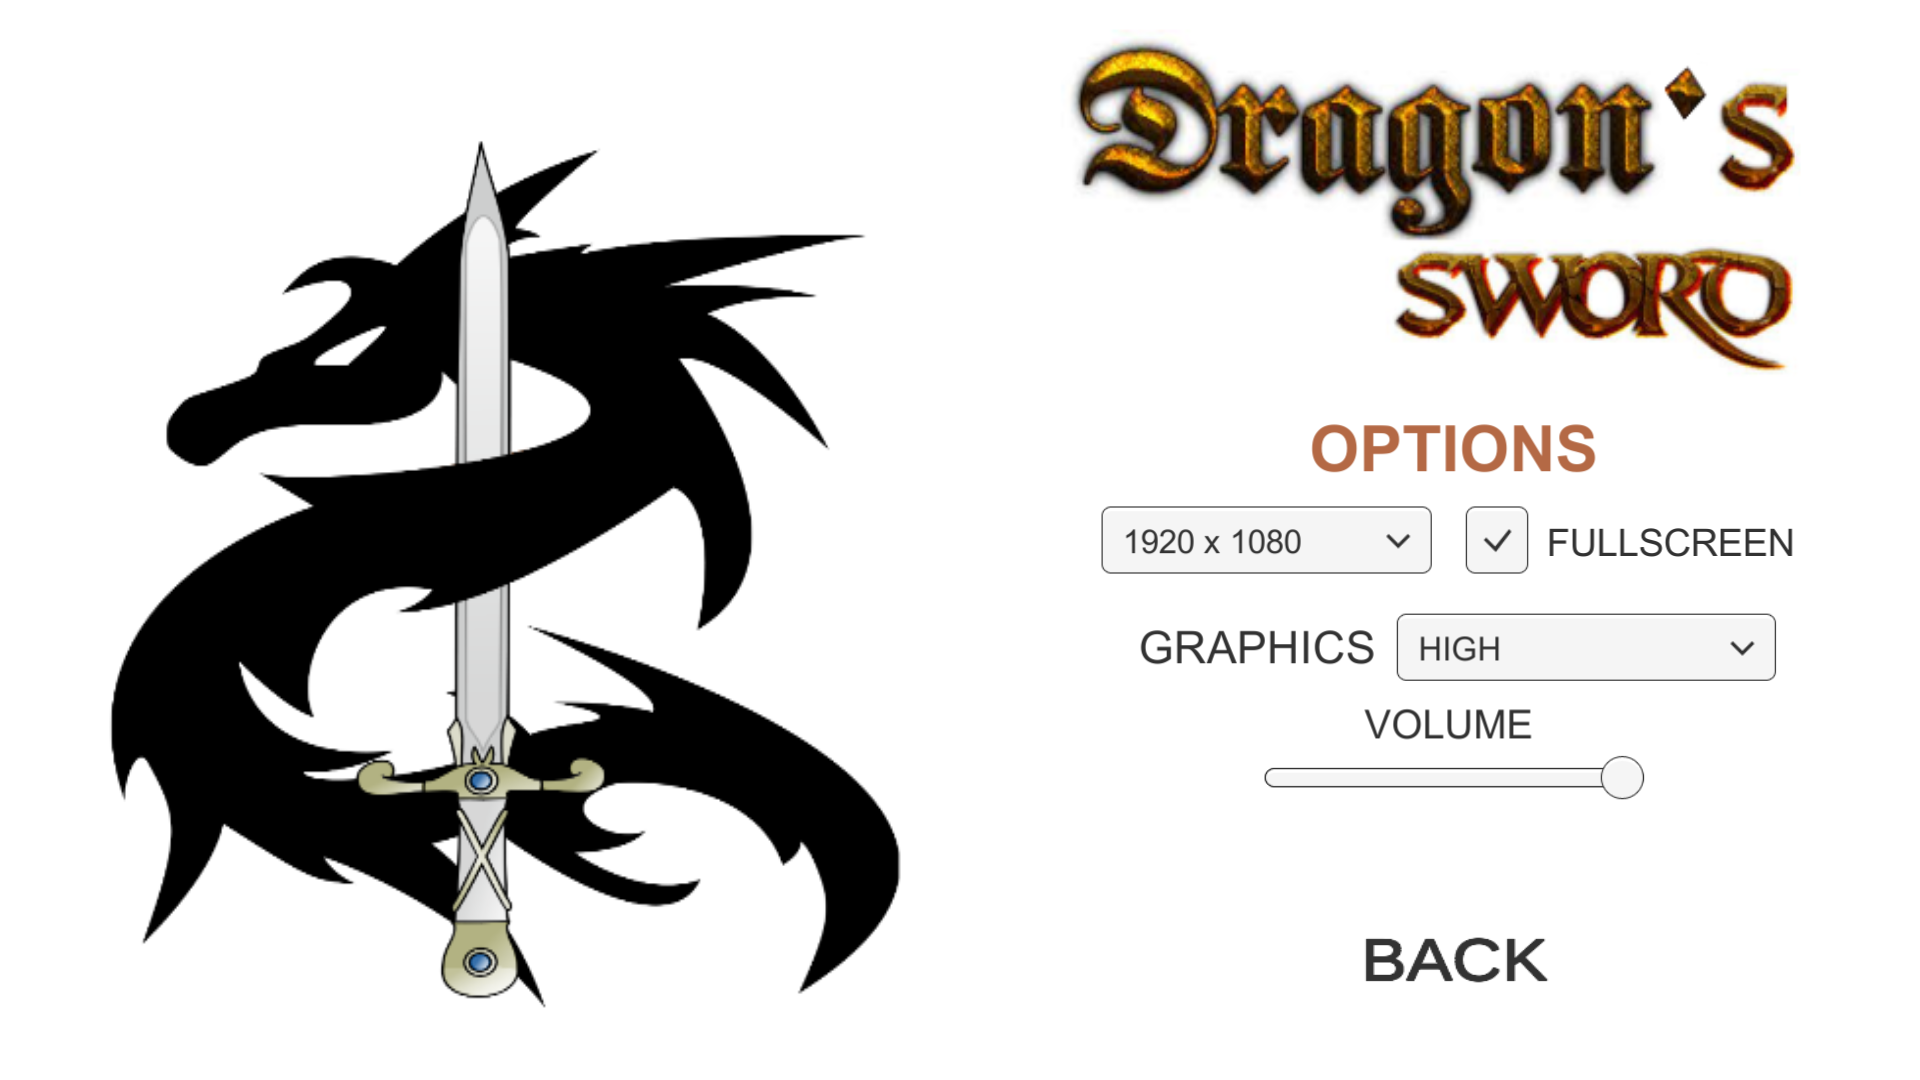 Dragon's
SWORD
OPTIONS
1920 x 1080
FULLSCREEN
GRAPHICS
HIGH
VOLUME
BACK